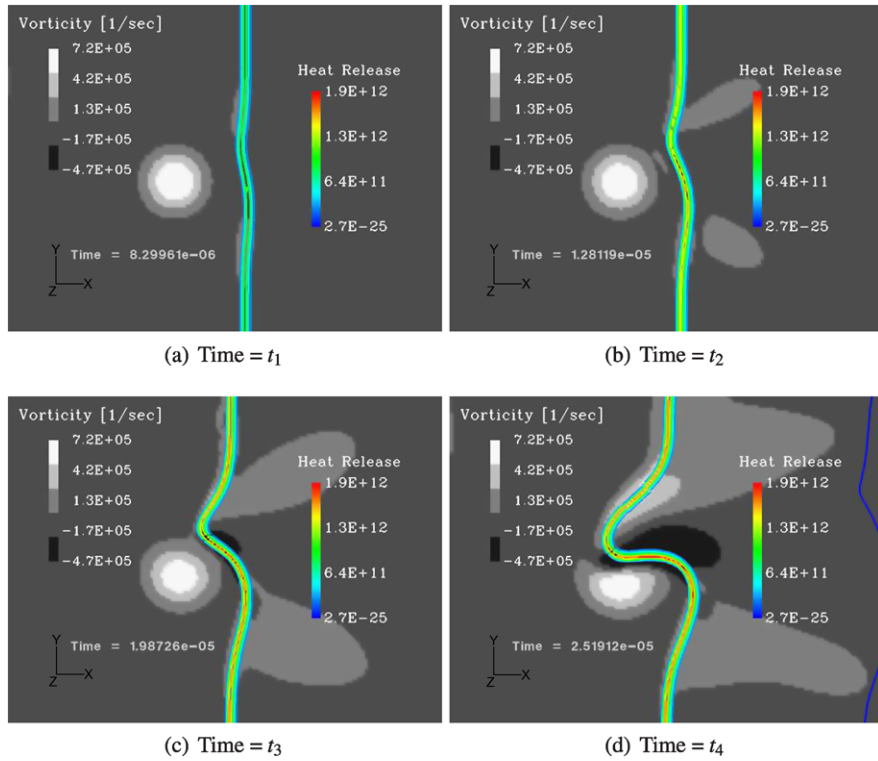 Vorticity [1/sec]
7.2E+05
4.2E+05
1.3E+05
-1.7E+05
-4.7E+05
Heat Release
1.9E+12
1.3E+12
6.4E+11
2.7E-25
Time = 8.29961e-06
Y
Z X
(a) Time = t1
Vorticity [1/sec]
7.2E+05
4.2E+05
1.3E+05
-1.7E+05
-4.7E+05
Heat Release
1.9E+12
1.3E+12
6.4E+11
2.7E-25
Time = 1.28119e-05
Y
Z X
(b) Time = t2
Vorticity [1/sec]
7.2E+05
4.2E+05
1.3E+05
-1.7E+05
-4.7E+05
Heat Release
1.9E+12
1.3E+12
6.4E+11
2.7E-25
Time = 1.98726e-05
Y
Z X
(c) Time = t3
Vorticity [1/sec]
7.2E+05
4.2E+05
1.3E+05
-1.7E+05
-4.7E+05
Heat Release
1.9E+12
1.3E+12
6.4E+11
2.7E-25
Time = 2.51912e-05
Y
Z X
(d) Time = t4